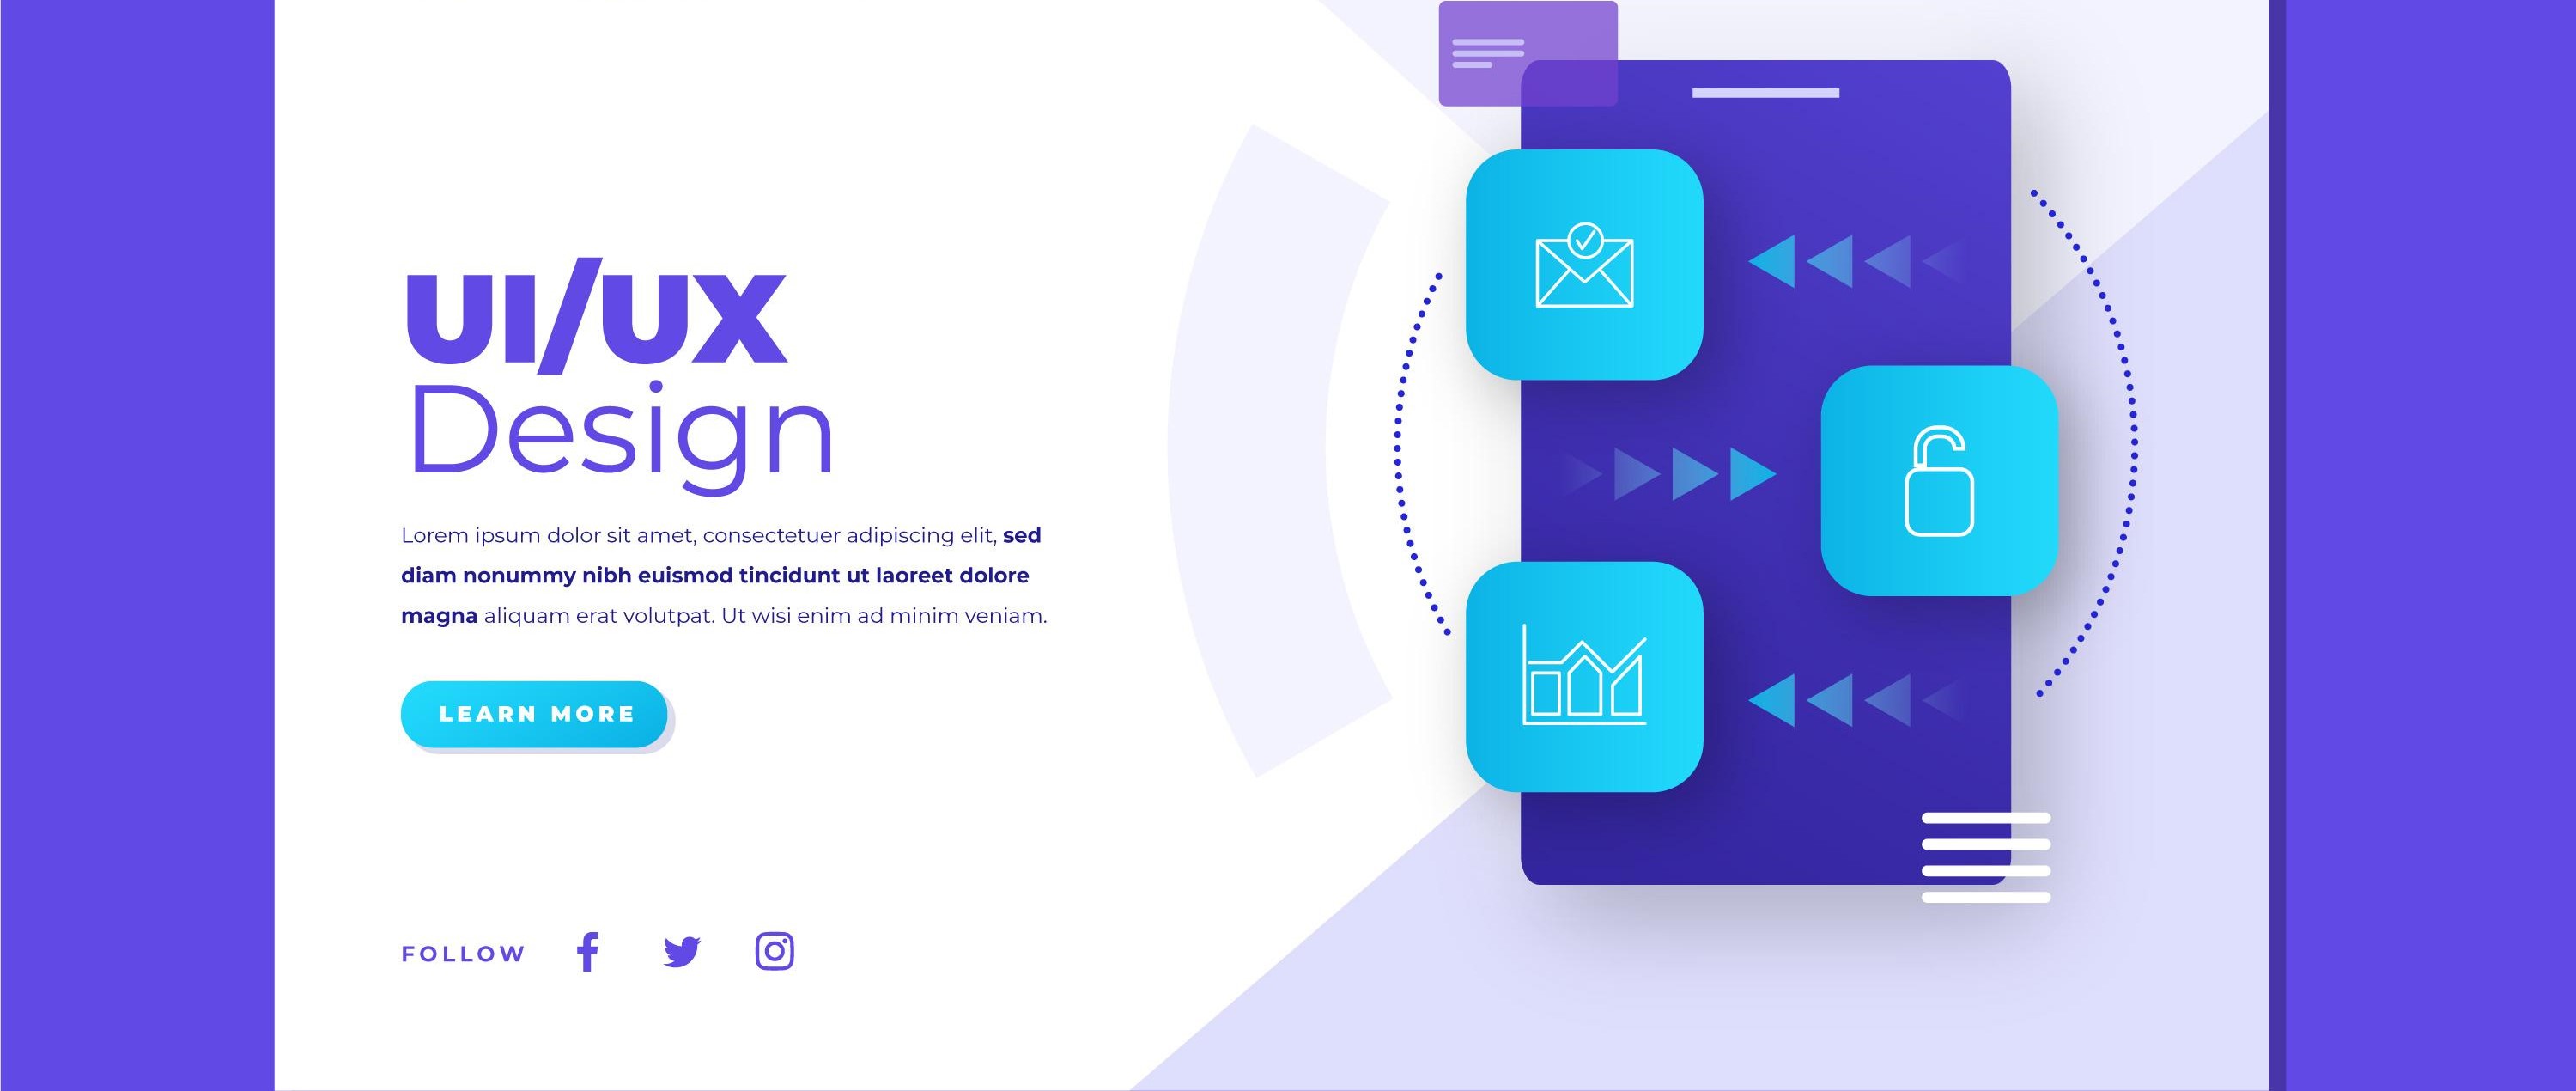 UI/UX
Design
Lorem ipsum dolor sit amet, consectetuer adipiscing elit, sed
diam nonummy nibh euismod tincidunt ut laoreet dolore
magna aliquam erat volutpat. Ut wisi enim ad minim veniam.
LEARN MORE
FOLLOW